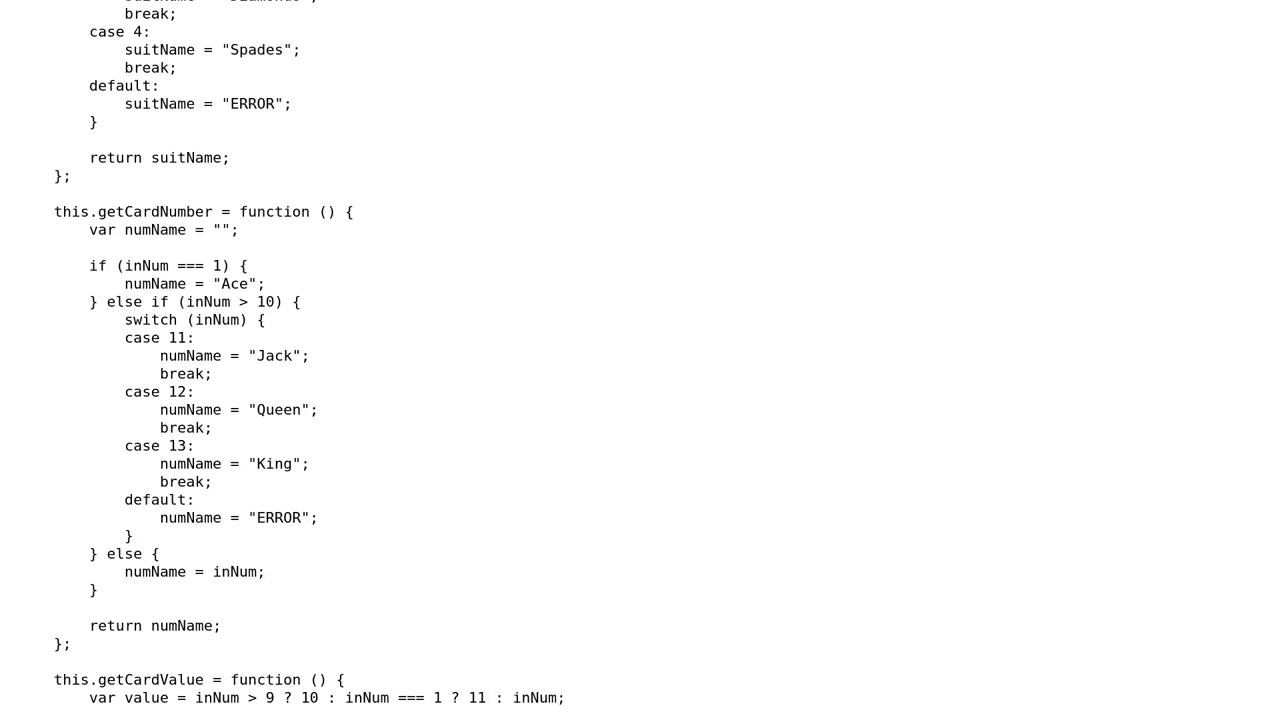 break;
case 4:
suitName = "Spades";
break;
default:
suitName = "ERROR";
}
return suitName;
};
this.getCardNumber = function () {
var numName = "";
if (inNum === 1) {
numName = "Ace";
} else if (inNum > 10) {
switch (inNum) {
case 11:
numName = "Jack";
break;
case 12:
numName = "Queen";
break;
case 13:
numName = "King";
break;
default:
numName = "ERROR";
}
} else {
numName = inNum;
}
return numName;
};
this.getCardValue = function () {
var value = inNum > 9 ? 10 : inNum === 1 ? 11 : inNum;